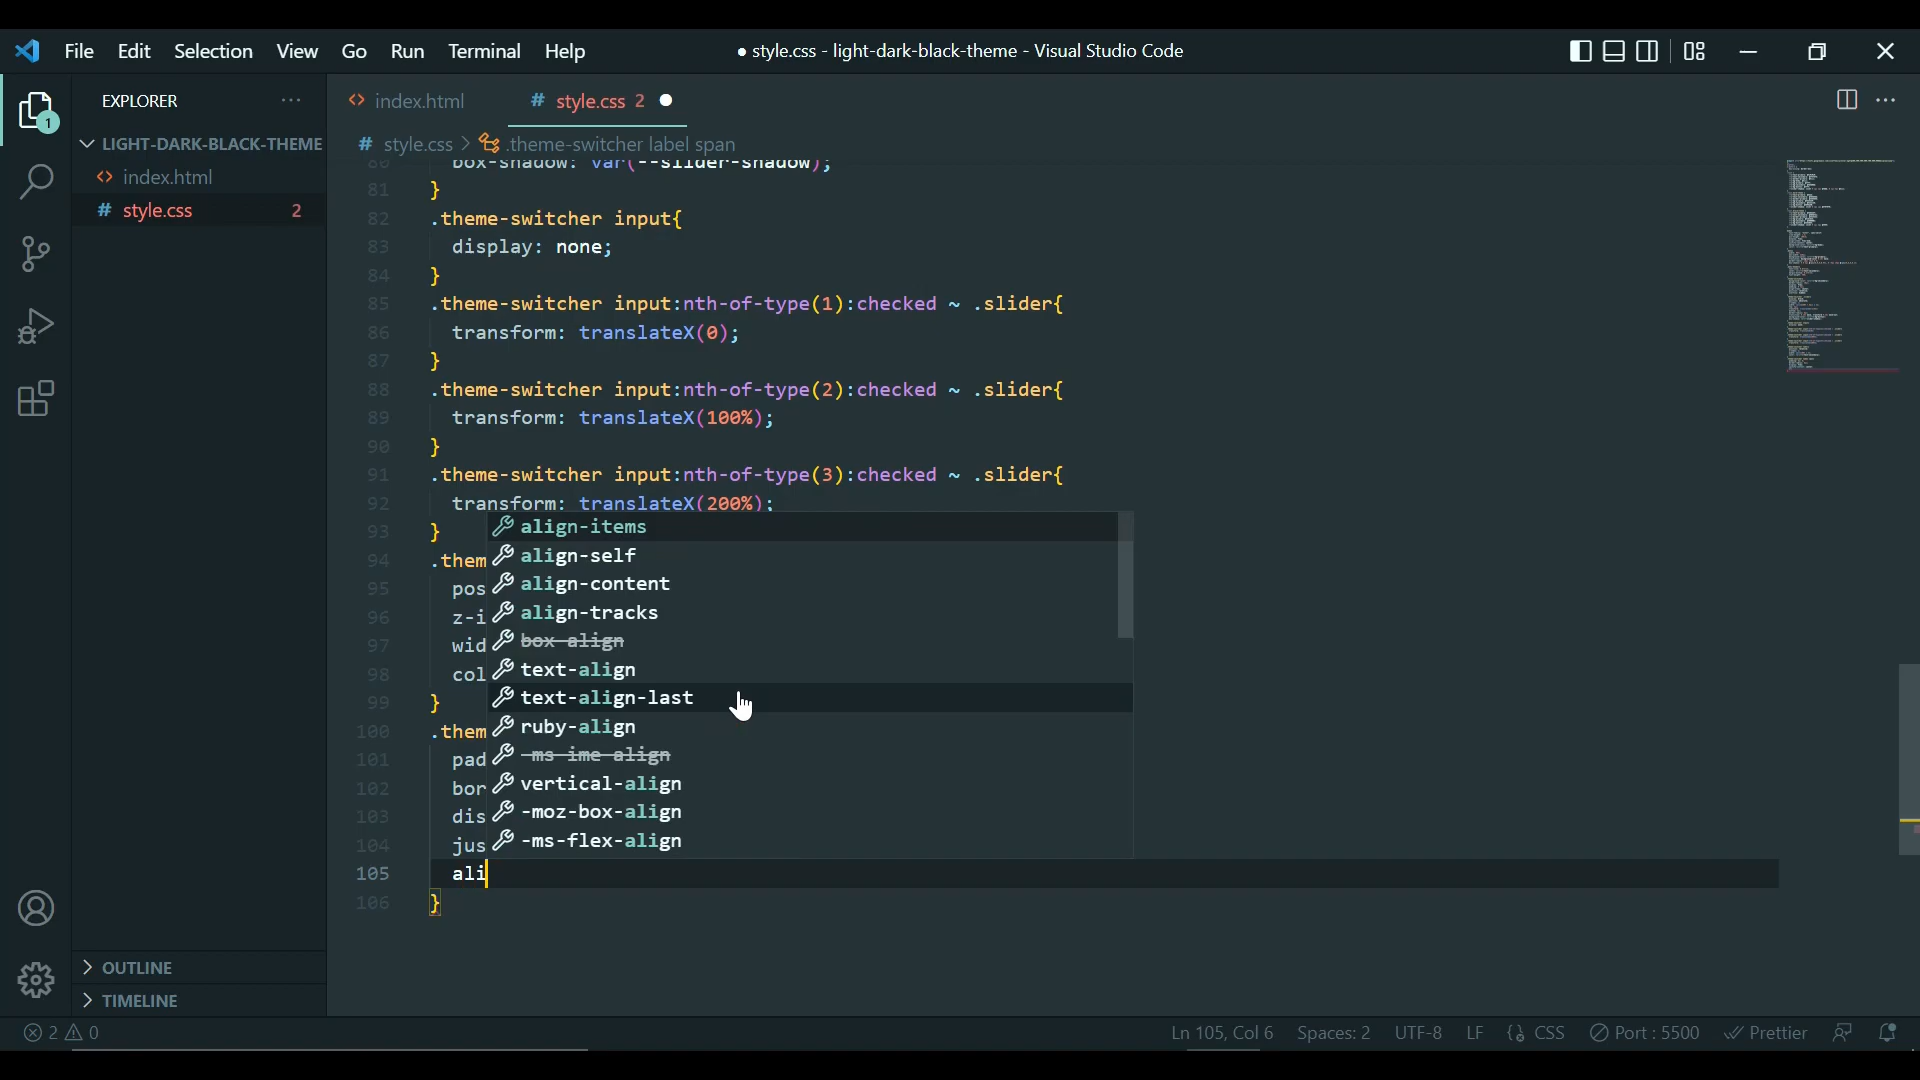 File Edit Selection View Go Run Terminal Help
● style.css - light-dark-black-theme - Visual Studio Code
EXPLORER
LIGHT-DARK-BLACK-THEME
<> index.html
# style.css 2
<> index.html
# style.css 2
# style.css > .theme-switcher label span
80 box-shadow: var(--slider-shadow);
81 }
82 .theme-switcher input{
83 display: none;
84 }
85 .theme-switcher input:nth-of-type(1):checked ~ .slider{
86 transform: translateX(0);
87 }
88 .theme-switcher input:nth-of-type(2):checked ~ .slider{
89 transform: translateX(100%);
90 }
91 .theme-switcher input:nth-of-type(3):checked ~ .slider{
92 transform: translateX(200%);
93 }
94 .them
95 pos
96 z-i
97 wid
98 col
99 }
100 .them
101 pad
102 bor
103 dis
104 jus
105 ali
106 }
align-items
align-self
align-content
align-tracks
box-align
text-align
text-align-last
ruby-align
-ms-ime-align
vertical-align
-moz-box-align
-ms-flex-align
1
OUTLINE
TIMELINE
2 0
Ln 105, Col 6 Spaces: 2 UTF-8 LF {} CSS Port : 5500 Prettier